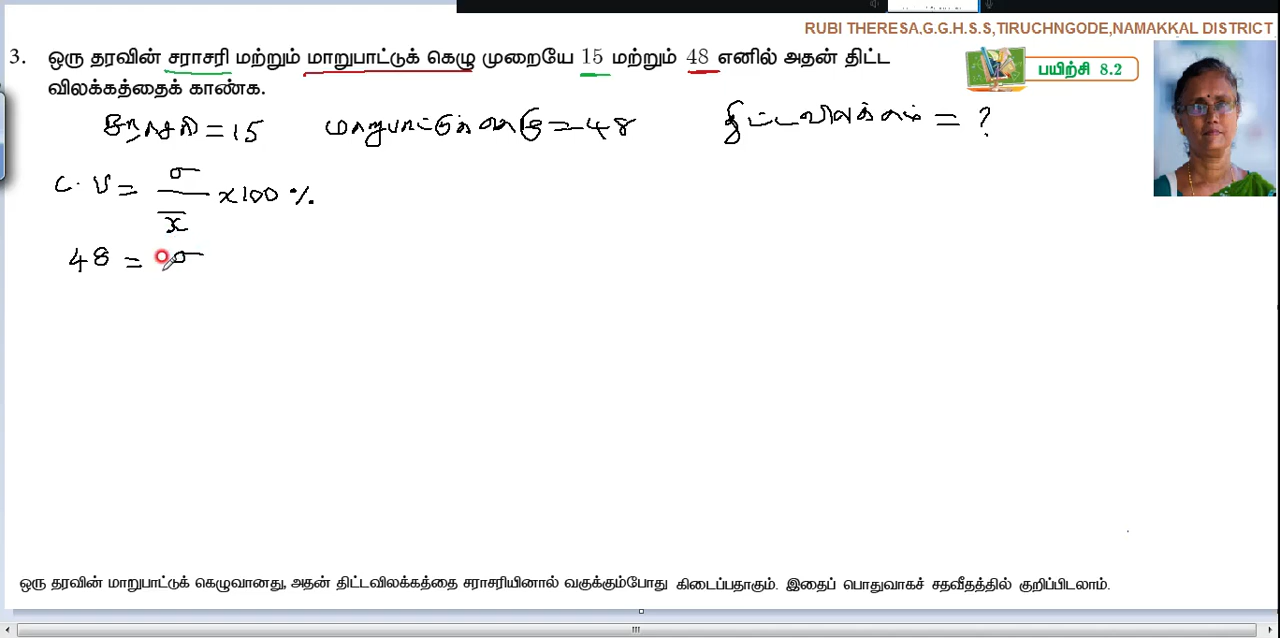 RUBI THERESA,G.G.H.S.S,TIRUCHNGODE,NAMAKKAL DISTRICT
3. ஒரு தரவின் சராசரி மற்றும் மாறுபாட்டுக் கெழு முறையே 15 மற்றும் 48 எனில் அதன் திட்ட
விலக்கத்தைக் காண்க.
பயிற்சி 8.2
சராசரி = 15 மாறுபாட்டுக்கெழு = 48 திட்டவிலக்கம் = ?
C.V = σ / x̅ × 100 %
48 = σ
ஒரு தரவின் மாறுபாட்டுக் கெழுவானது, அதன் திட்டவிலக்கத்தை சராசரியினால் வகுக்கும்போது கிடைப்பதாகும். இதைப் பொதுவாகச் சதவீதத்தில் குறிப்பிடலாம்.